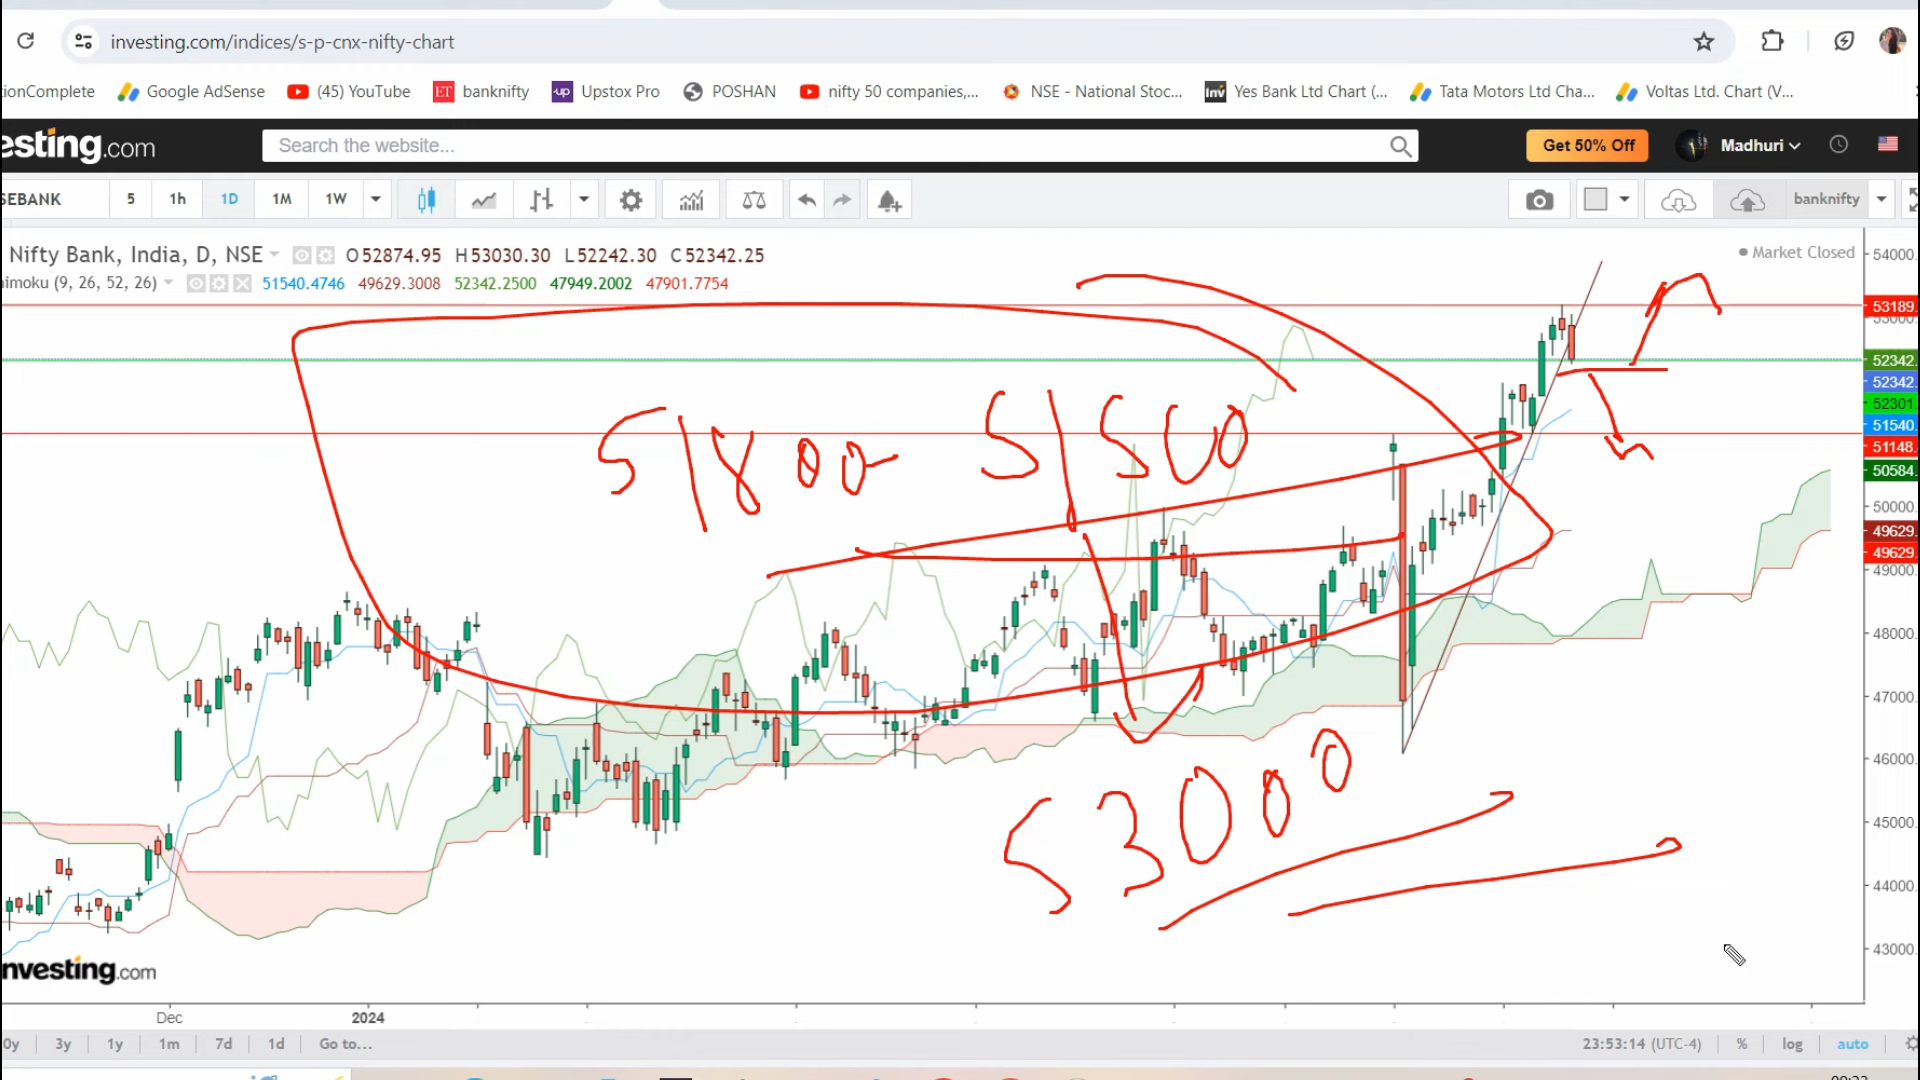 investing.com/indices/s-p-cnx-nifty-chart
ionComplete Google AdSense (45) YouTube ET banknifty up Upstox Pro POSHAN nifty 50 companies,... NSE - National Stoc... Inv Yes Bank Ltd Chart (... Tata Motors Ltd Cha... Voltas Ltd. Chart (V...
esting.com Search the website... Get 50% Off Madhuri
SEBANK 5 1h 1D 1M 1W banknifty
Nifty Bank, India, D, NSE O52874.95 H53030.30 L52242.30 C52342.25 Market Closed 54000.
himoku (9, 26, 52, 26) 51540.4746 49629.3008 52342.2500 47949.2002 47901.7754
53189.
53000.
52342.
52342.
52301.
51540.
51148.
50584.
51800- 51500
50000.
49629.
49629.
49000.
48000.
47000.
46000.
53000
45000.
44000.
43000.
nvesting.com
Dec 2024
0y 3y 1y 1m 7d 1d Go to... 23:53:14 (UTC-4) % log auto